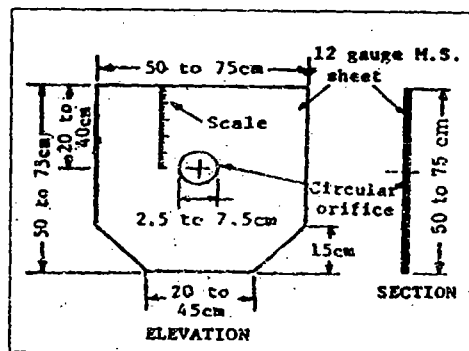 50 to 75cm
12 gauge M.S.
sheet
20 to
40cm
Scale
50 to 75cm
Circular
orifice
2.5 to 7.5cm
15cm
50 to 75 cm
20 to
45cm
SECTION
ELEVATION